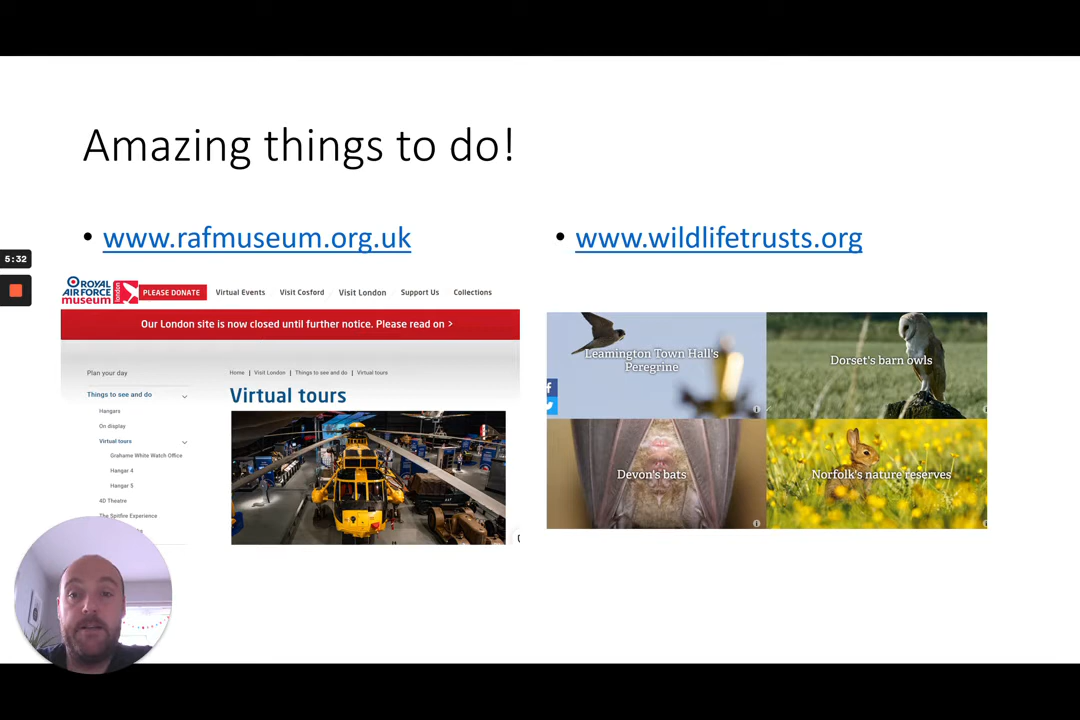 Amazing things to do!
• www.rafmuseum.org.uk
• www.wildlifetrusts.org
5:32
ROYAL
AIR FORCE
museum
london
PLEASE DONATE
Virtual Events
Visit Cosford
Visit London
Support Us
Collections
Our London site is now closed until further notice. Please read on >
Plan your day
Things to see and do
Hangars
On display
Virtual tours
Grahame White Watch Office
Hangar 4
Hangar 5
4D Theatre
The Spitfire Experience
Home | Visit London | Things to see and do | Virtual tours
Virtual tours
Leamington Town Hall's
Peregrine
Dorset's barn owls
Devon's bats
Norfolk's nature reserves